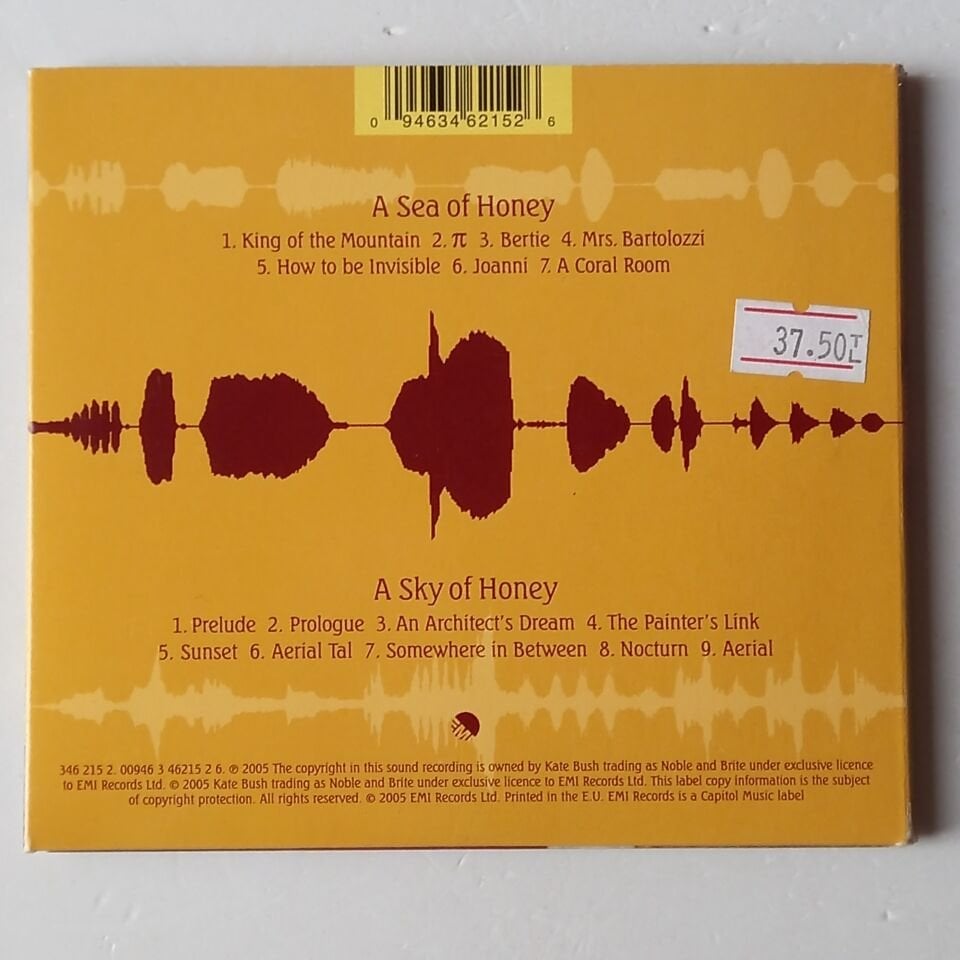 0 94634 62152 6
A Sea of Honey
1. King of the Mountain 2. π 3. Bertie 4. Mrs. Bartolozzi
5. How to be Invisible 6. Joanni 7. A Coral Room
37.50TL
A Sky of Honey
1. Prelude 2. Prologue 3. An Architect's Dream 4. The Painter's Link
5. Sunset 6. Aerial Tal 7. Somewhere in Between 8. Nocturn 9. Aerial
EMI
346 215 2. 00946 3 46215 2 6. ℗ 2005 The copyright in this sound recording is owned by Kate Bush trading as Noble and Brite under exclusive licence
to EMI Records Ltd. © 2005 Kate Bush trading as Noble and Brite under exclusive licence to EMI Records Ltd. This label copy information is the subject
of copyright protection. All rights reserved. © 2005 EMI Records Ltd. Printed in the E.U. EMI Records is a Capitol Music label